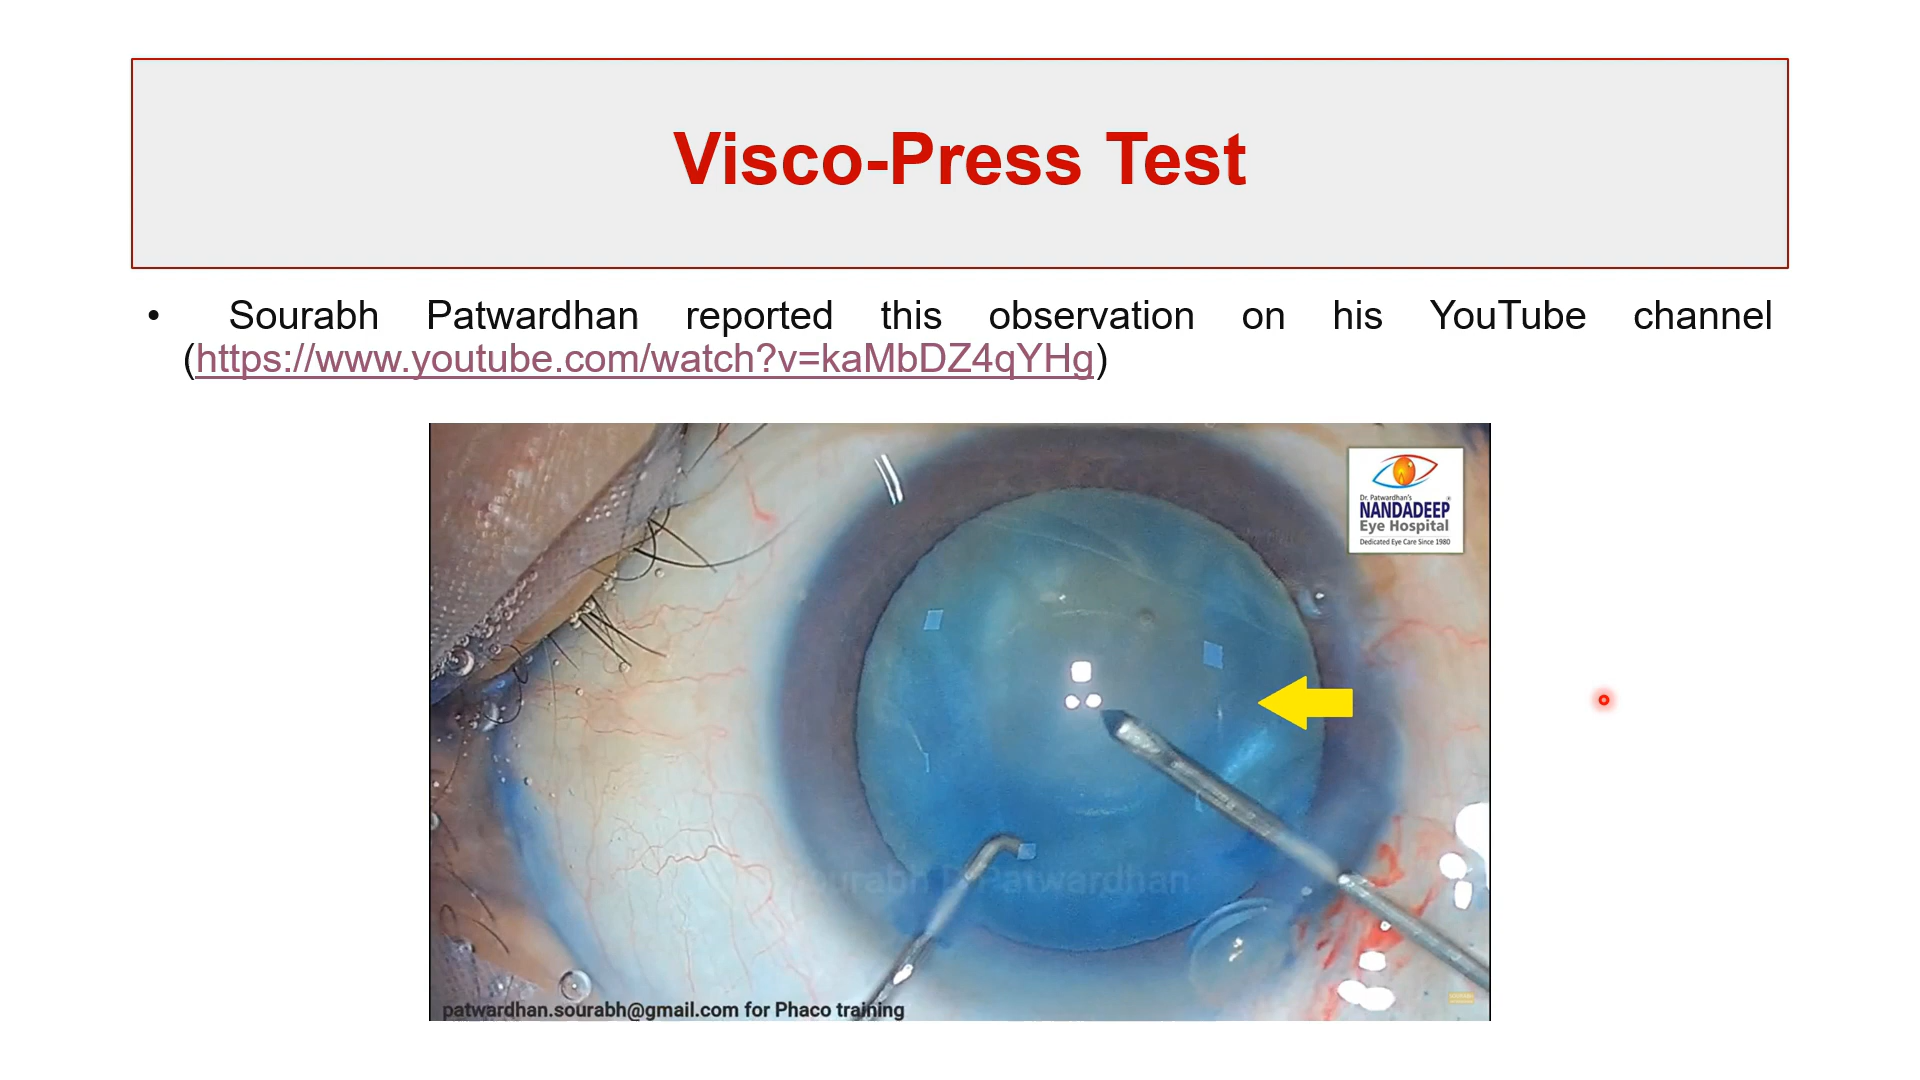 Visco-Press Test
• Sourabh Patwardhan reported this observation on his YouTube channel
(https://www.youtube.com/watch?v=kaMbDZ4qYHg)
Dr. Patwardhan's
NANDADEEP®
Eye Hospital
Dedicated Eye Care Since 1980
Patwardhan
patwardhan.sourabh@gmail.com for Phaco training